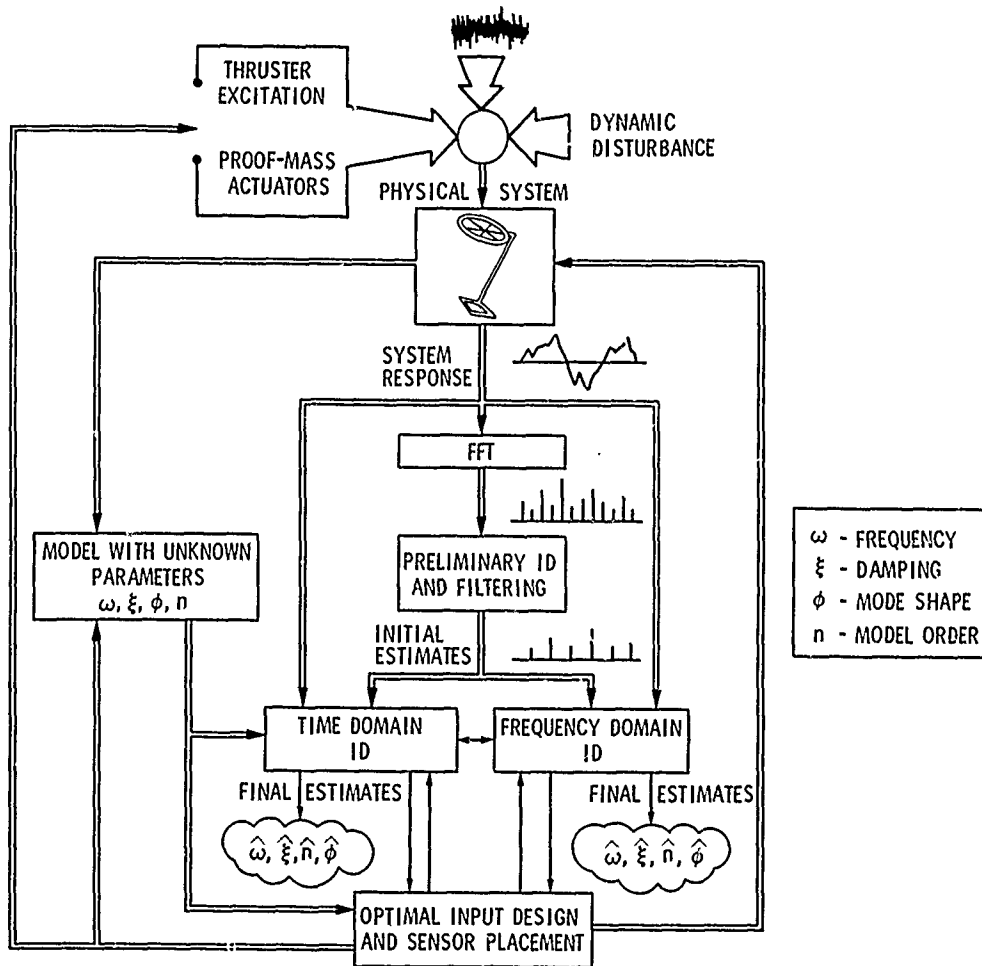 THRUSTER
EXCITATION
PROOF-MASS
ACTUATORS
DYNAMIC
DISTURBANCE
PHYSICAL SYSTEM
SYSTEM
RESPONSE
FFT
MODEL WITH UNKNOWN
PARAMETERS
ω, ξ, ϕ, n
PRELIMINARY ID
AND FILTERING
INITIAL
ESTIMATES
ω - FREQUENCY
ξ - DAMPING
ϕ - MODE SHAPE
n - MODEL ORDER
TIME DOMAIN
ID
FREQUENCY DOMAIN
ID
FINAL ESTIMATES
ω̂, ξ̂, n̂, ϕ̂
FINAL ESTIMATES
ω̂, ξ̂, n̂, ϕ̂
OPTIMAL INPUT DESIGN
AND SENSOR PLACEMENT